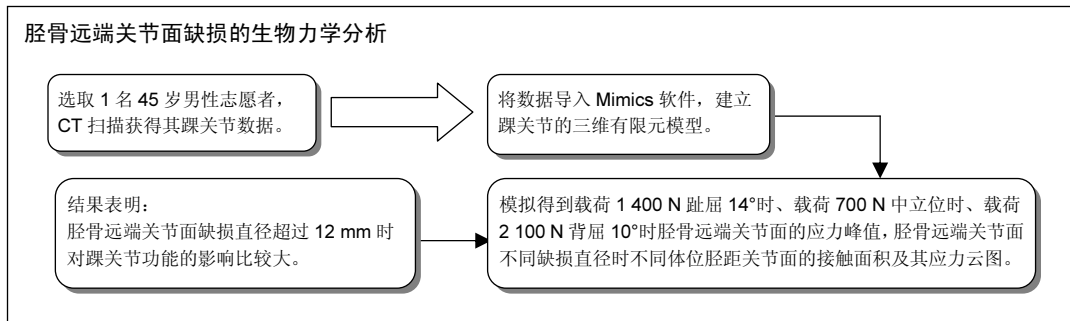 胫骨远端关节面缺损的生物力学分析
选取 1 名 45 岁男性志愿者，
CT 扫描获得其踝关节数据。
将数据导入 Mimics 软件，建立
踝关节的三维有限元模型。
结果表明：
胫骨远端关节面缺损直径超过 12 mm 时
对踝关节功能的影响比较大。
模拟得到载荷 1 400 N 趾屈 14°时、载荷 700 N 中立位时、载荷
2 100 N 背屈 10°时胫骨远端关节面的应力峰值，胫骨远端关节面
不同缺损直径时不同体位胫距关节面的接触面积及其应力云图。